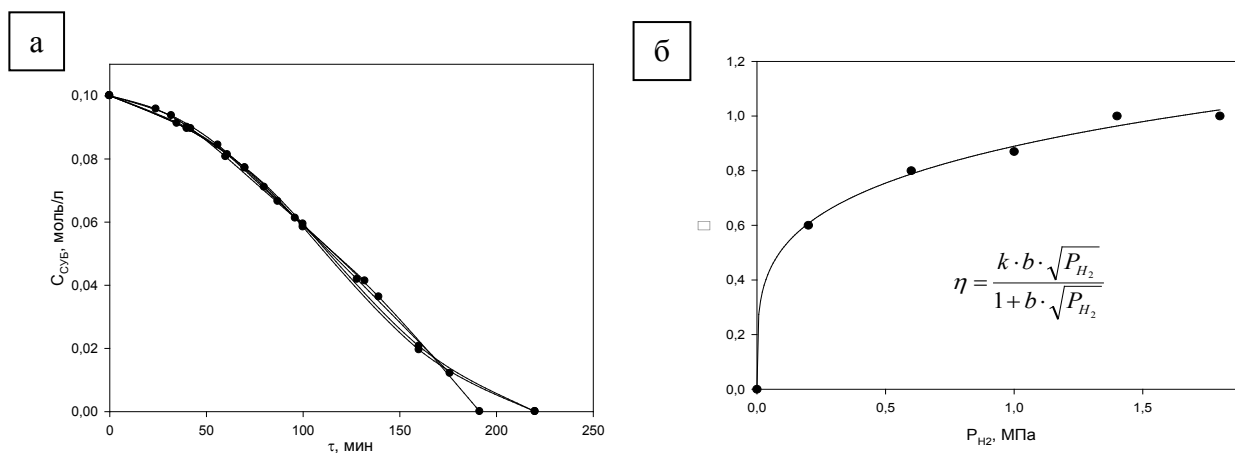 а
0,10
0,08
0,06
0,04
0,02
0,00
C_СУБ, моль/л
0 50 100 150 200 250
τ, мин
б
1,2
1,0
0,8
0,6
0,4
0,2
0,0
□
η = k · b · √P_H₂ / 1 + b · √P_H₂
0,0 0,5 1,0 1,5
P_H2, МПа